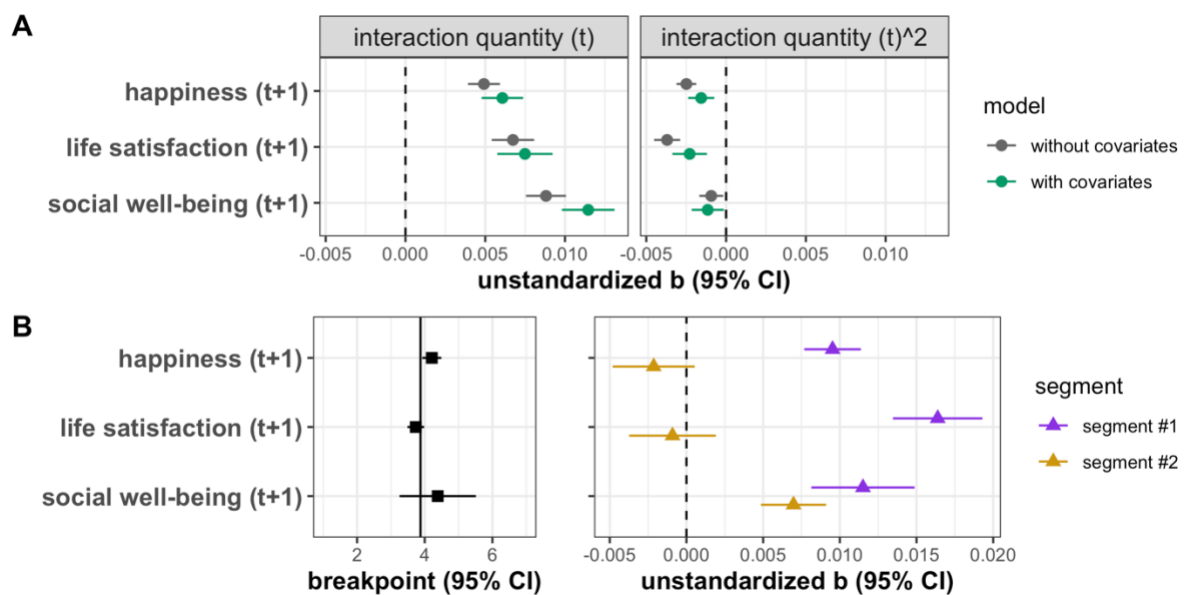 A
interaction quantity (t)
interaction quantity (t)^2
happiness (t+1)
life satisfaction (t+1)
social well-being (t+1)
model
without covariates
with covariates
-0.005 0.000 0.005 0.010
-0.005 0.000 0.005 0.010
unstandardized b (95% CI)
B
happiness (t+1)
life satisfaction (t+1)
social well-being (t+1)
segment
segment #1
segment #2
2 4 6
-0.005 0.000 0.005 0.010 0.015 0.020
breakpoint (95% CI)
unstandardized b (95% CI)